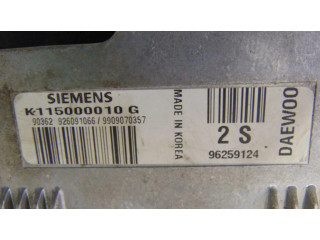 SIEMENS
K115000010 G
90362 926091066 / 9909070357
MADE IN KOREA
2 S
96259124
DAEWOO